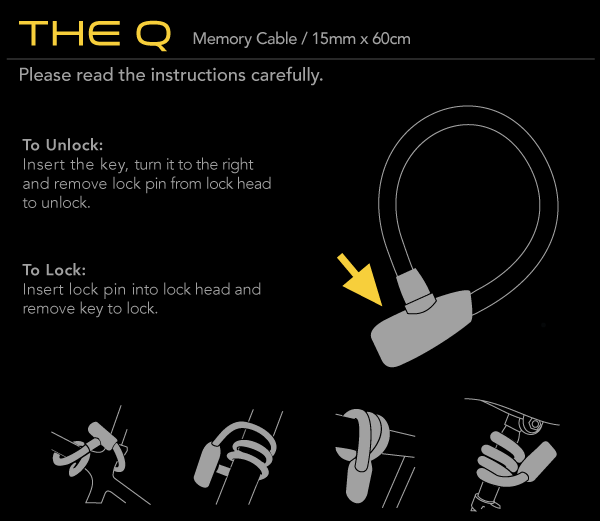 THE Q Memory Cable / 15mm x 60cm
Please read the instructions carefully.
To Unlock:
Insert the key, turn it to the right
and remove lock pin from lock head
to unlock.
To Lock:
Insert lock pin into lock head and
remove key to lock.